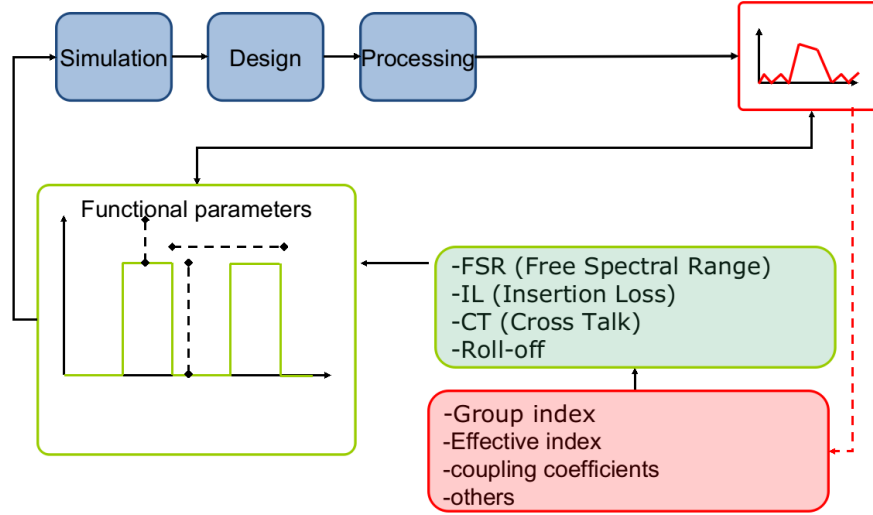 Simulation
Design
Processing
Functional parameters
-FSR (Free Spectral Range)
-IL (Insertion Loss)
-CT (Cross Talk)
-Roll-off
-Group index
-Effective index
-coupling coefficients
-others